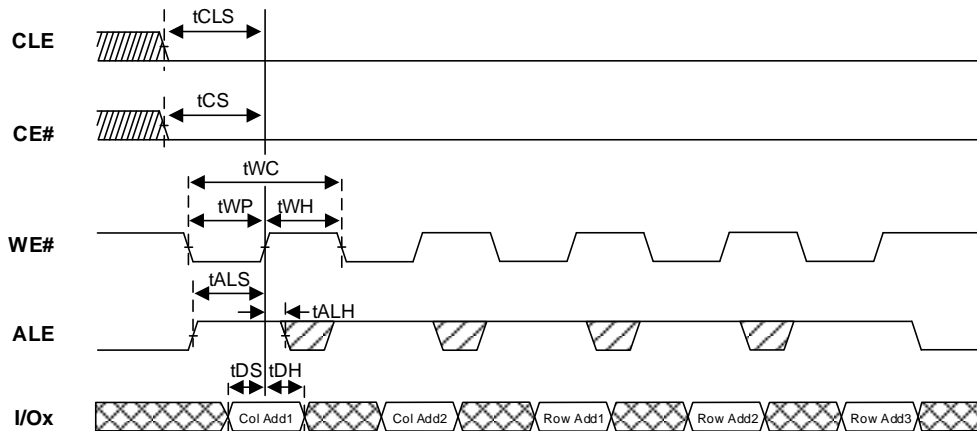 tCLS
CLE
tCS
CE#
tWC
tWP tWH
WE#
tALS
tALH
ALE
tDS tDH
I/Ox Col Add1 Col Add2 Row Add1 Row Add2 Row Add3